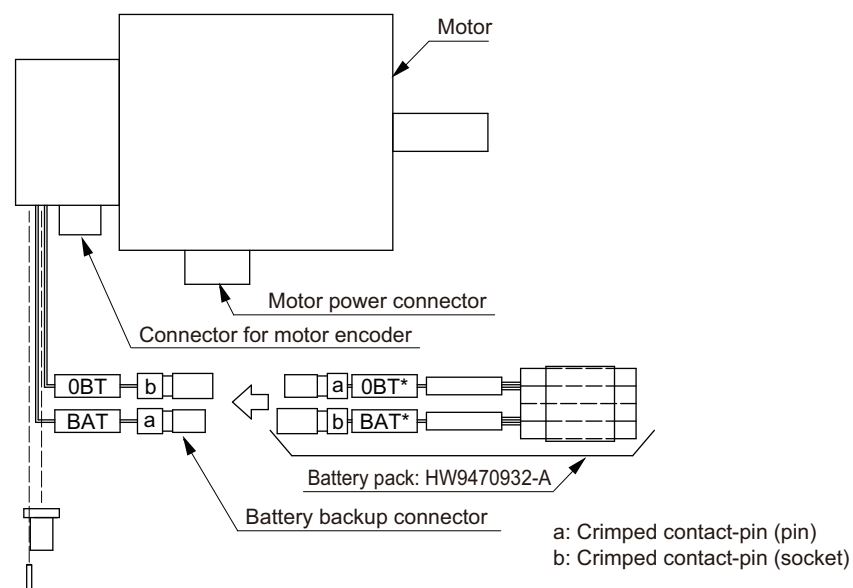 Motor
Motor power connector
Connector for motor encoder
0BT b a 0BT*
BAT a b BAT*
Battery pack: HW9470932-A
Battery backup connector
a: Crimped contact-pin (pin)
b: Crimped contact-pin (socket)